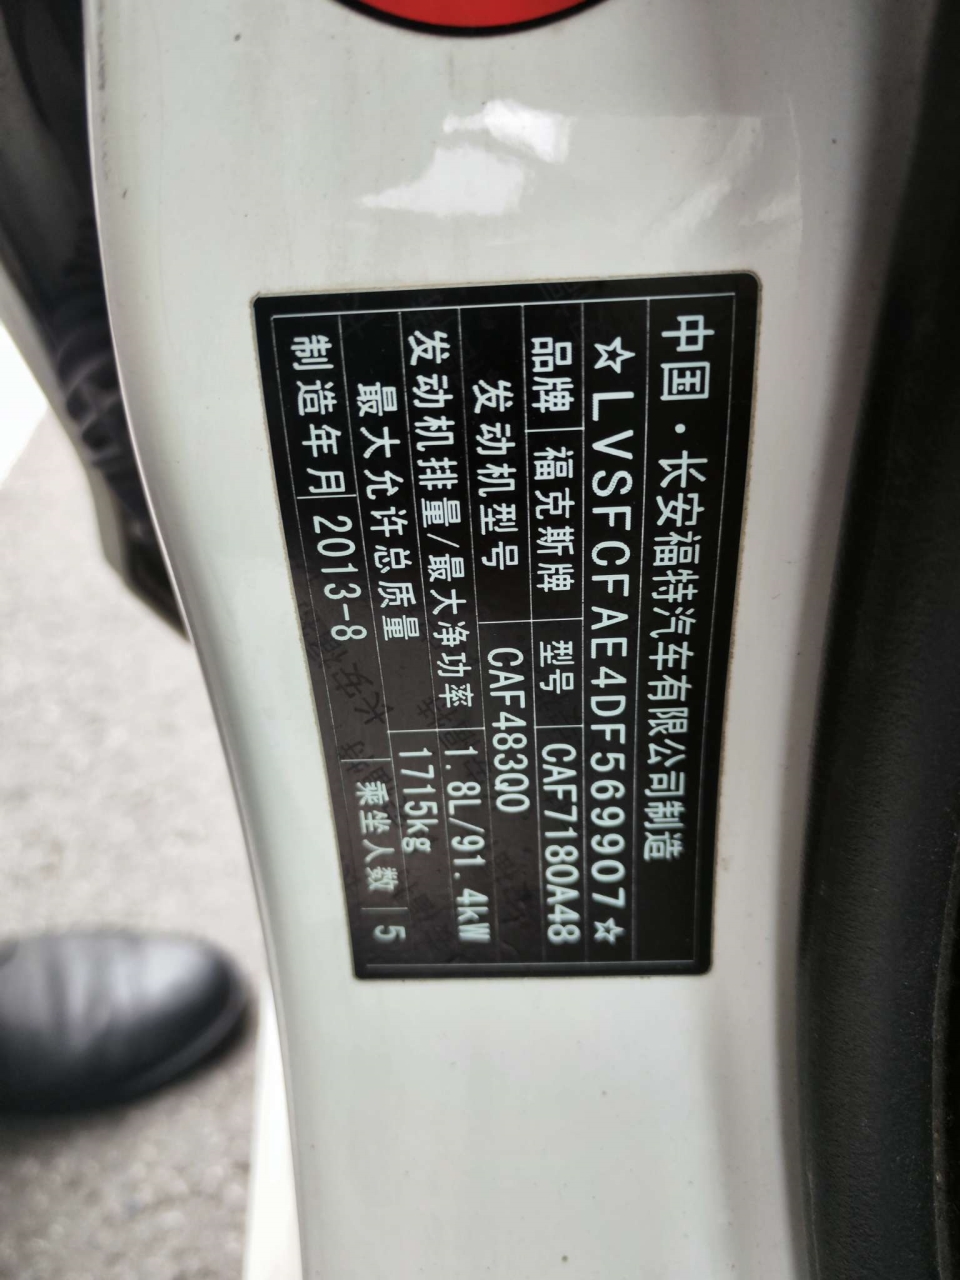 中国·长安福特汽车有限公司制造
☆LVSFCFAE4DF569907☆
品牌 福克斯牌 型号 CAF7180A48
发动机型号 CAF483Q0
发动机排量/最大净功率 1.8L/91.4kW
最大允许总质量 1715kg
制造年月 2013-8 乘坐人数 5